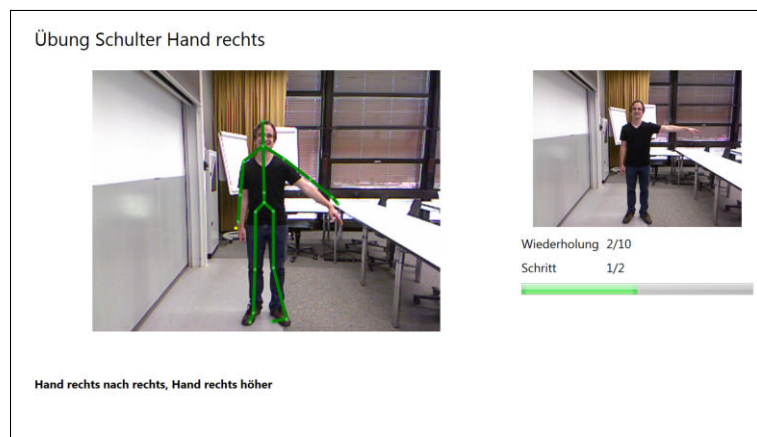 Übung Schulter Hand rechts
Wiederholung 2/10
Schritt 1/2
Hand rechts nach rechts, Hand rechts höher